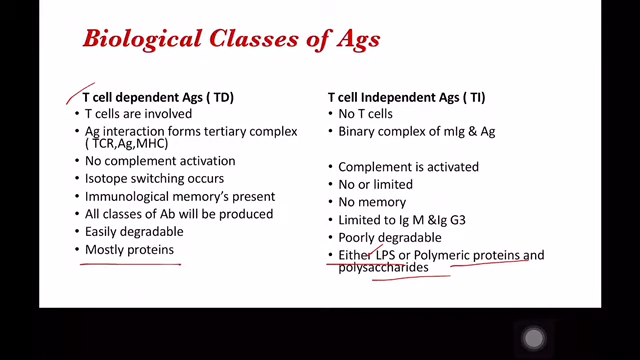 Biological Classes of Ags
T cell dependent Ags ( TD)
• T cells are involved
• Ag interaction forms tertiary complex
( TCR,Ag,MHC)
• No complement activation
• Isotope switching occurs
• Immunological memory's present
• All classes of Ab will be produced
• Easily degradable
• Mostly proteins
T cell Independent Ags ( TI)
• No T cells
• Binary complex of mIg & Ag
• Complement is activated
• No or limited
• No memory
• Limited to Ig M &Ig G3
• Poorly degradable
• Either LPS or Polymeric proteins and
polysaccharides